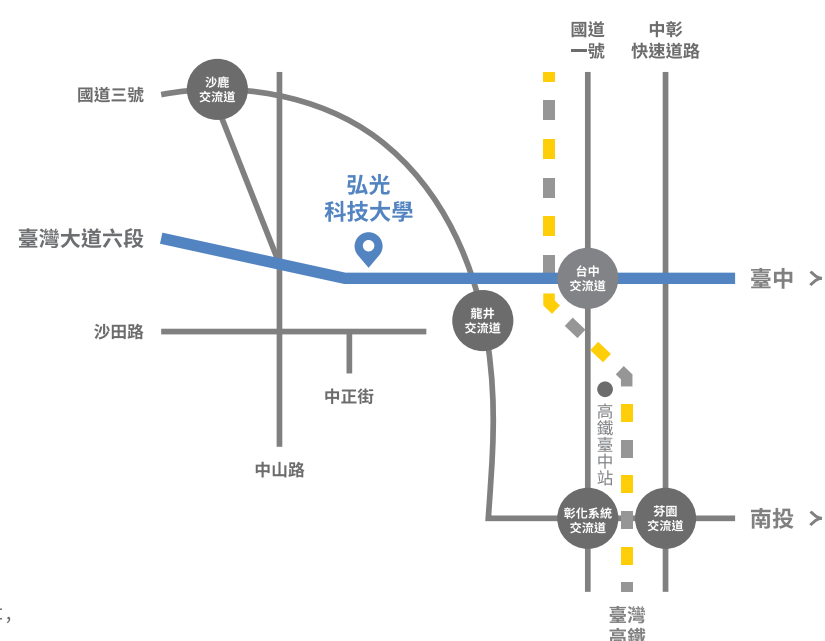 國道
一號
中彰
快速道路
沙鹿
交流道
國道三號
弘光
科技大學
臺灣大道六段
台中
交流道
臺中
龍井
交流道
沙田路
中正街
高鐵臺中站
中山路
彰化系統
交流道
芬園
交流道
南投
臺灣
高鐵